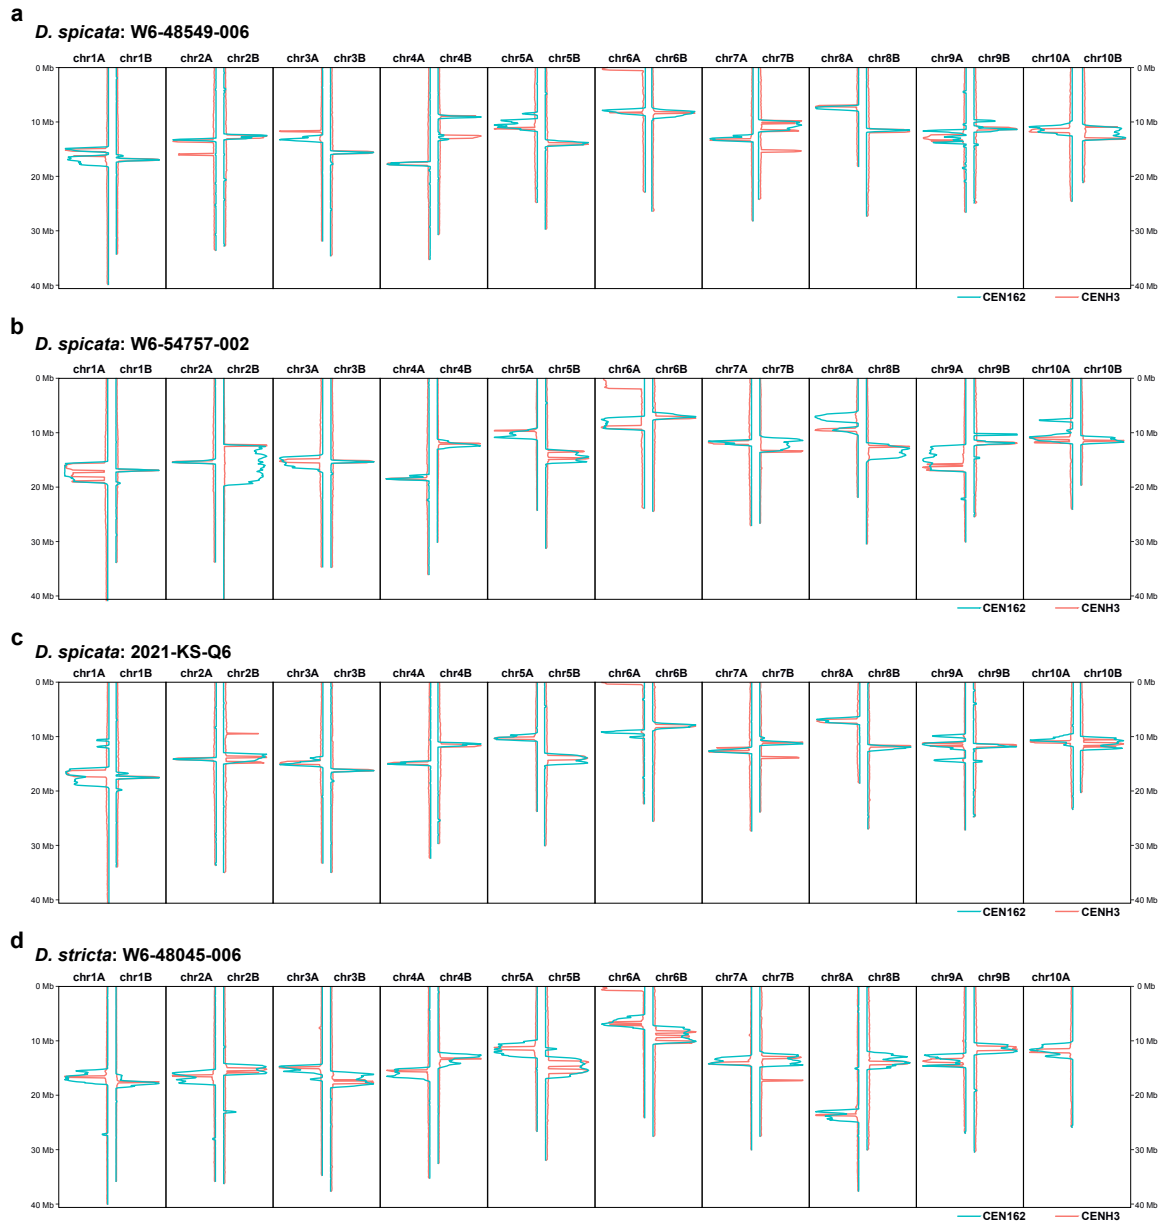 a
D. spicata: W6-48549-006
chr1A chr1B chr2A chr2B chr3A chr3B chr4A chr4B chr5A chr5B chr6A chr6B chr7A chr7B chr8A chr8B chr9A chr9B chr10A chr10B
0 Mb 0 Mb
10 Mb 10 Mb
20 Mb 20 Mb
30 Mb 30 Mb
40 Mb 40 Mb
CEN162 CENH3
b
D. spicata: W6-54757-002
chr1A chr1B chr2A chr2B chr3A chr3B chr4A chr4B chr5A chr5B chr6A chr6B chr7A chr7B chr8A chr8B chr9A chr9B chr10A chr10B
0 Mb 0 Mb
10 Mb 10 Mb
20 Mb 20 Mb
30 Mb 30 Mb
40 Mb 40 Mb
CEN162 CENH3
c
D. spicata: 2021-KS-Q6
chr1A chr1B chr2A chr2B chr3A chr3B chr4A chr4B chr5A chr5B chr6A chr6B chr7A chr7B chr8A chr8B chr9A chr9B chr10A chr10B
0 Mb 0 Mb
10 Mb 10 Mb
20 Mb 20 Mb
30 Mb 30 Mb
40 Mb 40 Mb
CEN162 CENH3
d
D. stricta: W6-48045-006
chr1A chr1B chr2A chr2B chr3A chr3B chr4A chr4B chr5A chr5B chr6A chr6B chr7A chr7B chr8A chr8B chr9A chr9B chr10A
0 Mb 0 Mb
10 Mb 10 Mb
20 Mb 20 Mb
30 Mb 30 Mb
40 Mb 40 Mb
CEN162 CENH3